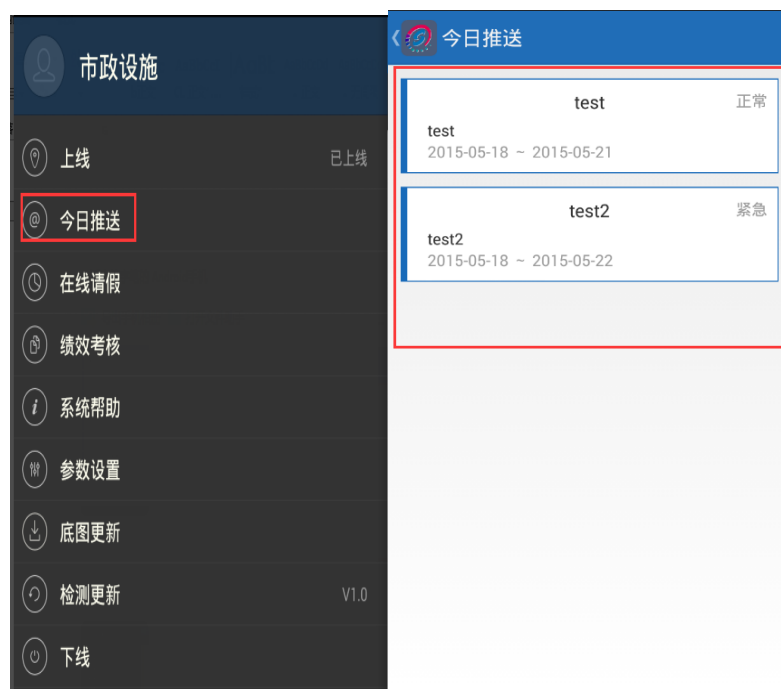 市政设施
上线 已上线
@ 今日推送
在线请假
绩效考核
i 系统帮助
参数设置
底图更新
检测更新 V1.0
下线
今日推送
test 正常
test
2015-05-18 ~ 2015-05-21
test2 紧急
test2
2015-05-18 ~ 2015-05-22